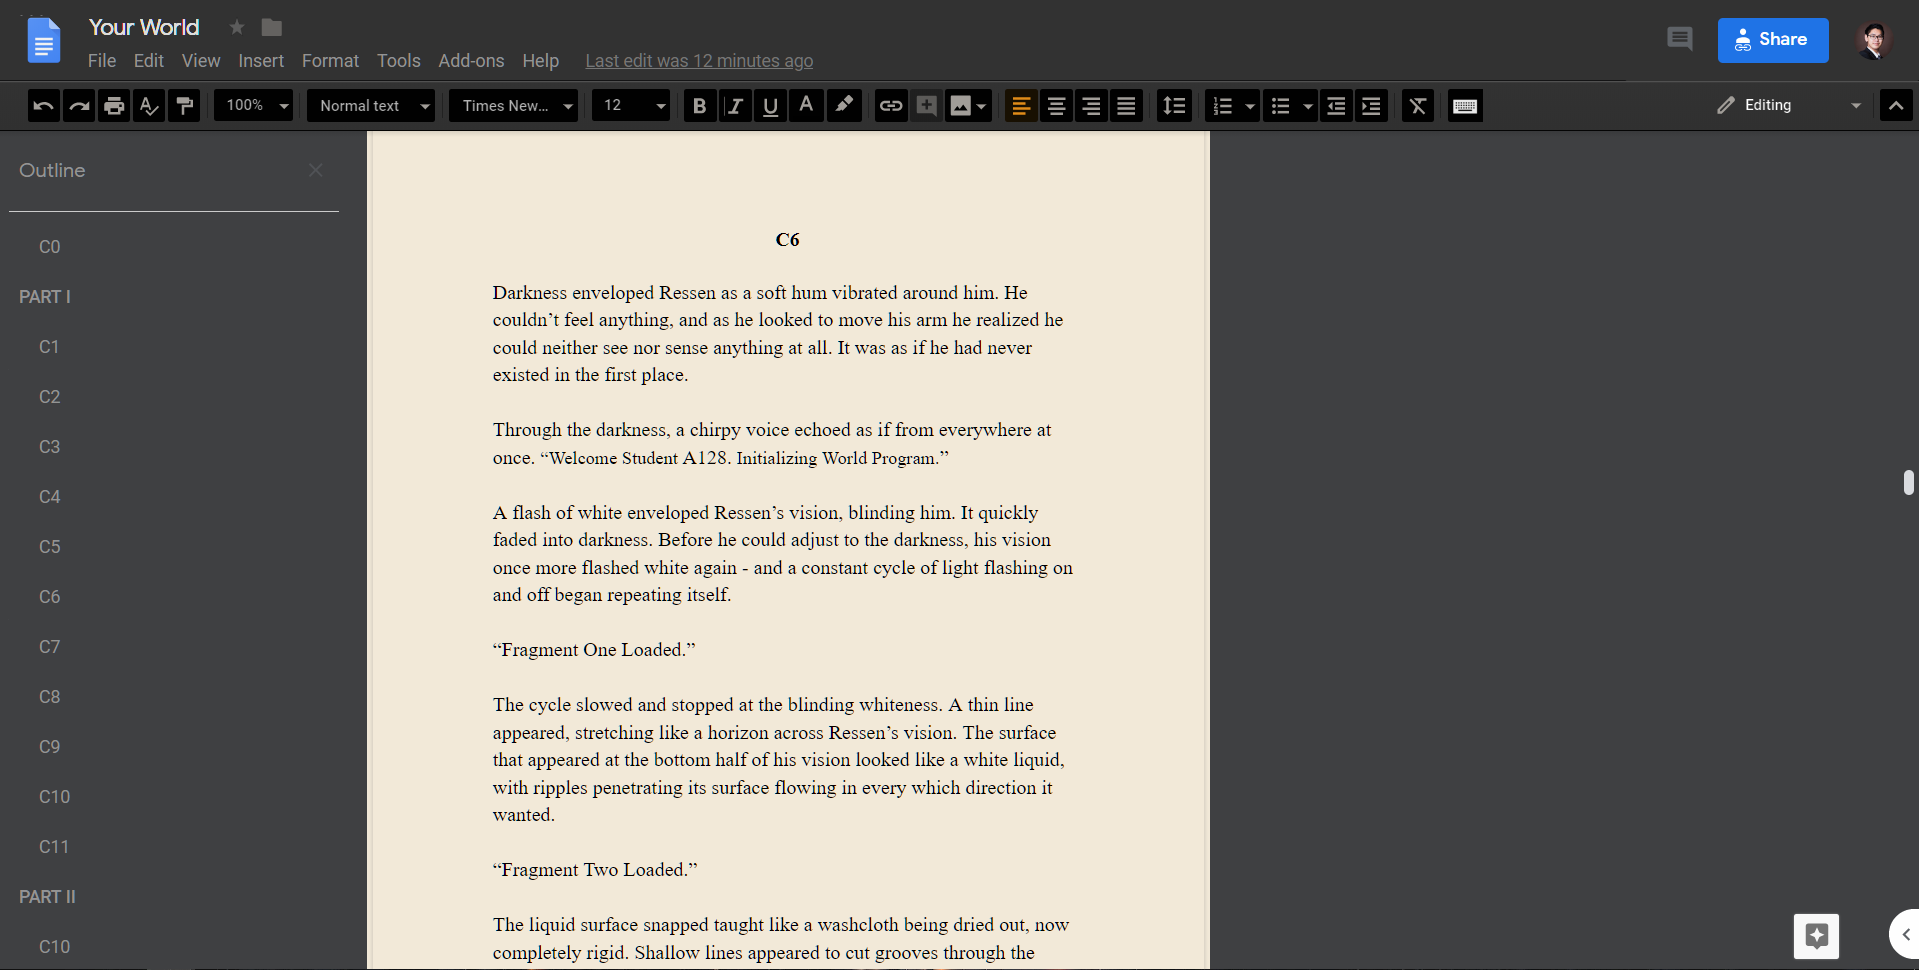 Your World
File Edit View Insert Format Tools Add-ons Help Last edit was 12 minutes ago
Share
100% Normal text Times New... 12 B I U A Editing
Outline
C0
PART I
C1
C2
C3
C4
C5
C6
C7
C8
C9
C10
C11
PART II
C10
C6
Darkness enveloped Ressen as a soft hum vibrated around him. He
couldn’t feel anything, and as he looked to move his arm he realized he
could neither see nor sense anything at all. It was as if he had never
existed in the first place.
Through the darkness, a chirpy voice echoed as if from everywhere at
once. “Welcome Student A128. Initializing World Program.”
A flash of white enveloped Ressen’s vision, blinding him. It quickly
faded into darkness. Before he could adjust to the darkness, his vision
once more flashed white again - and a constant cycle of light flashing on
and off began repeating itself.
“Fragment One Loaded.”
The cycle slowed and stopped at the blinding whiteness. A thin line
appeared, stretching like a horizon across Ressen’s vision. The surface
that appeared at the bottom half of his vision looked like a white liquid,
with ripples penetrating its surface flowing in every which direction it
wanted.
“Fragment Two Loaded.”
The liquid surface snapped taught like a washcloth being dried out, now
completely rigid. Shallow lines appeared to cut grooves through the